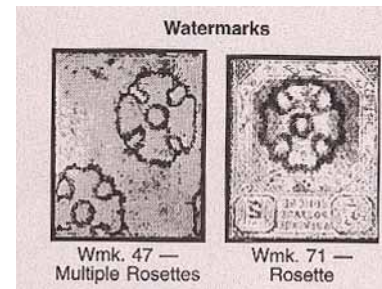 Watermarks
Wmk. 47 —
Multiple Rosettes
Wmk. 71 —
Rosette